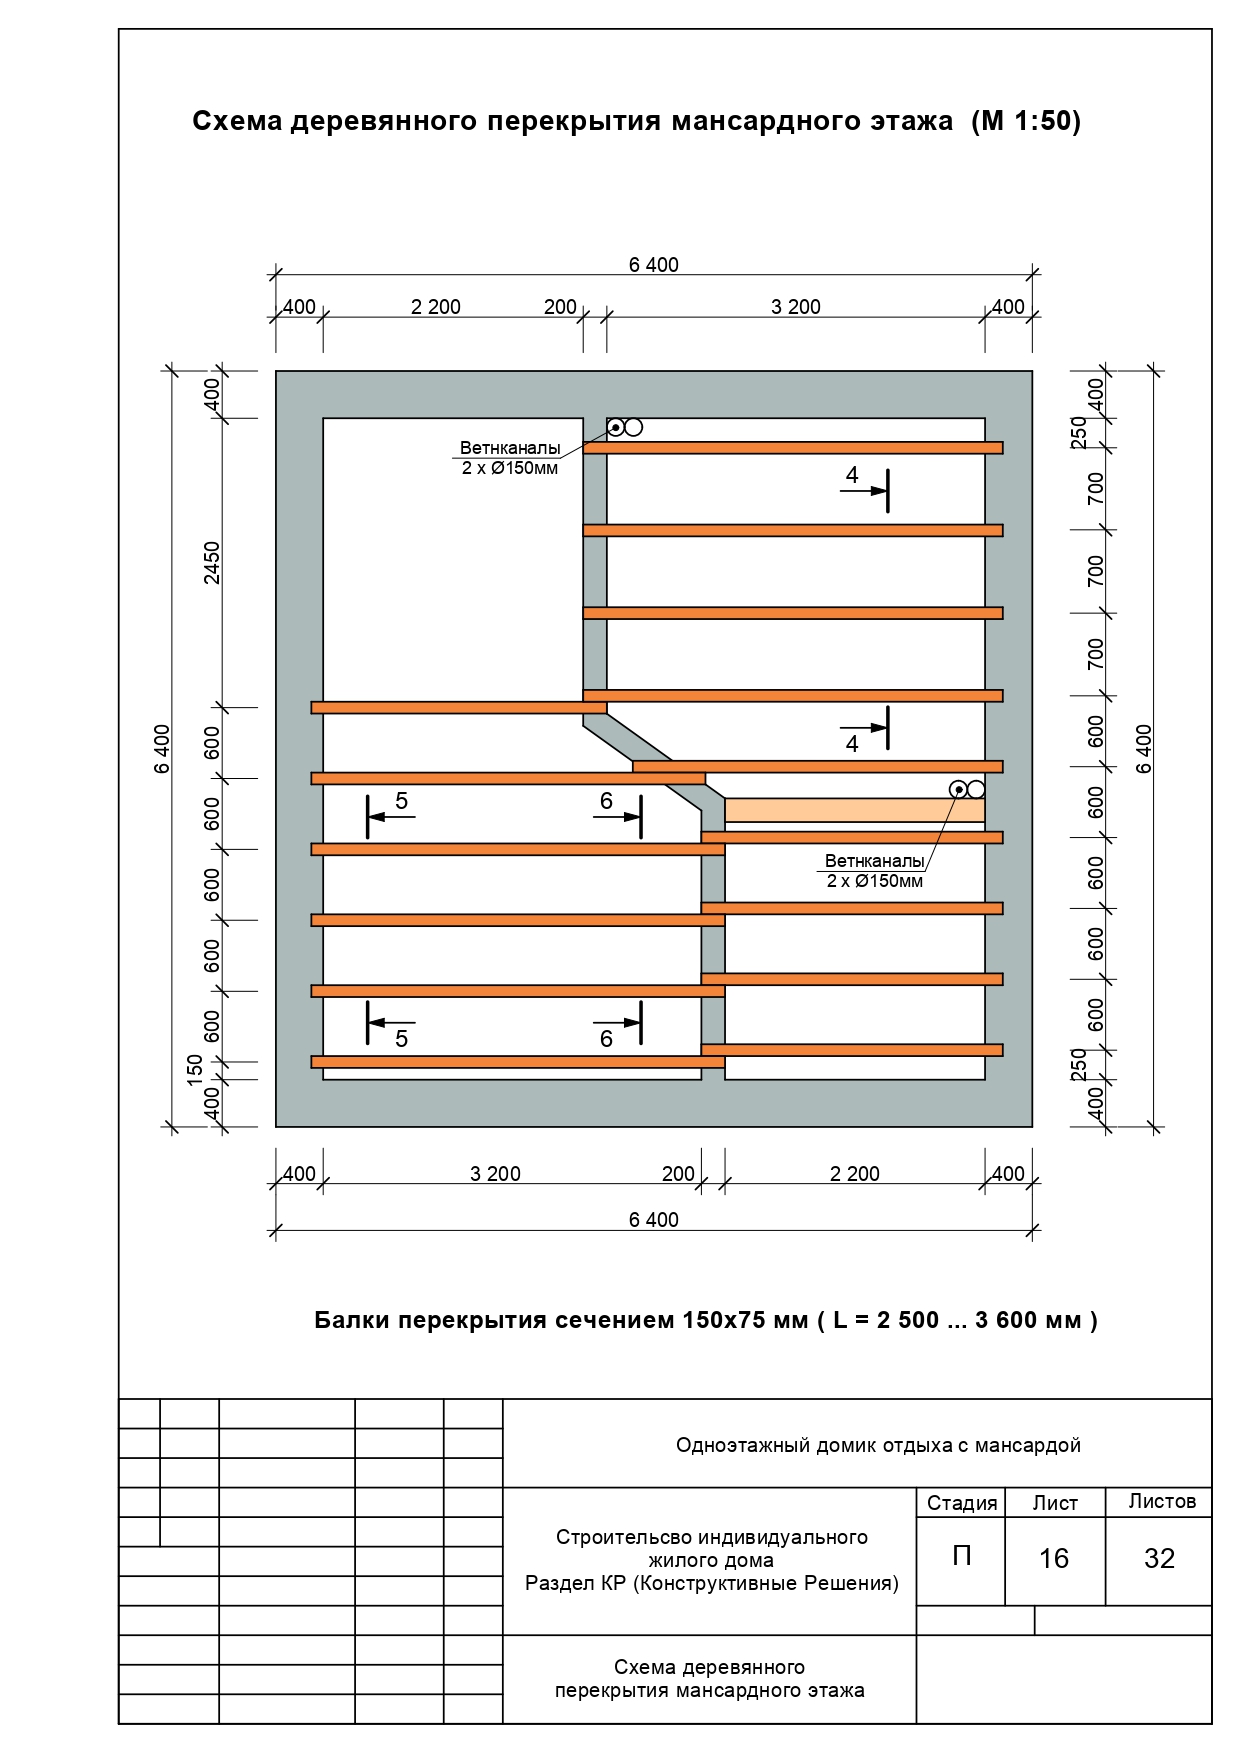 Схема деревянного перекрытия мансардного этажа (М 1:50)
6 400
400 2 200 200 3 200 400
400
2450
600
600
600
600
600
150
400
6 400
400
250
700
700
700
600
600
600
600
600
250
400
6 400
Ветнканалы
2 х Ø150мм
4
4
5
6
Ветнканалы
2 х Ø150мм
5
6
400 3 200 200 2 200 400
6 400
Балки перекрытия сечением 150х75 мм ( L = 2 500 ... 3 600 мм )
Одноэтажный домик отдыха с мансардой
Строительсво индивидуального
жилого дома
Раздел КР (Конструктивные Решения)
Стадия Лист Листов
П 16 32
Схема деревянного
перекрытия мансардного этажа